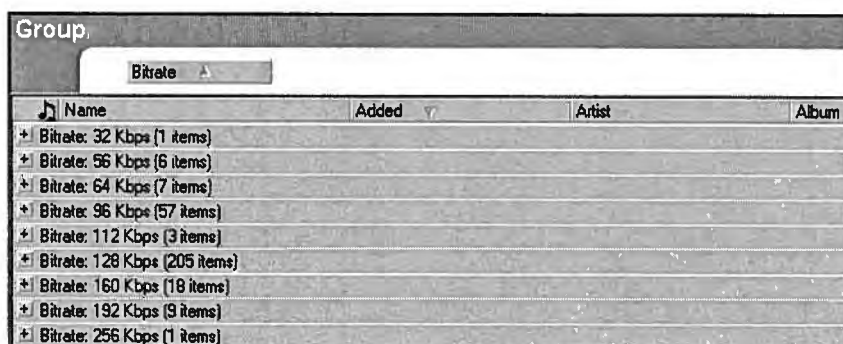 Group
Bitrate
Name Added Artist Album
Bitrate: 32 Kbps (1 items)
Bitrate: 56 Kbps (6 items)
Bitrate: 64 Kbps (7 items)
Bitrate: 96 Kbps (57 items)
Bitrate: 112 Kbps (3 items)
Bitrate: 128 Kbps (205 items)
Bitrate: 160 Kbps (18 items)
Bitrate: 192 Kbps (9 items)
Bitrate: 256 Kbps (1 items)